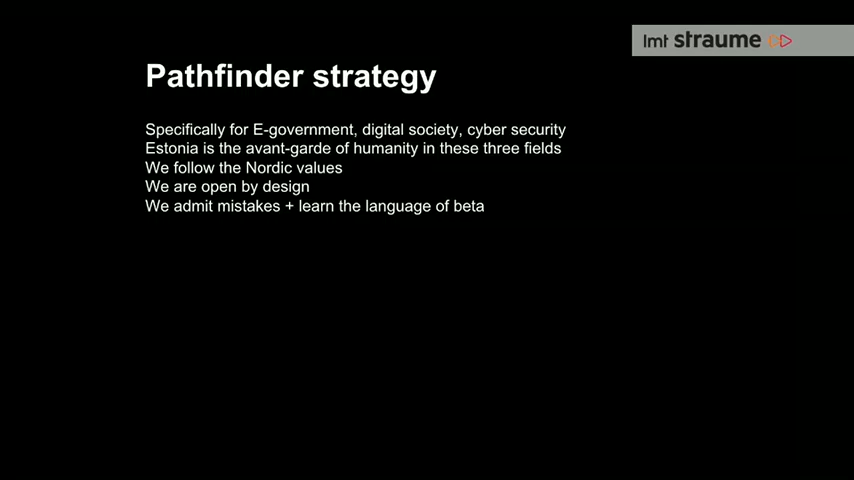 lmt straume
Pathfinder strategy
Specifically for E-government, digital society, cyber security
Estonia is the avant-garde of humanity in these three fields
We follow the Nordic values
We are open by design
We admit mistakes + learn the language of beta